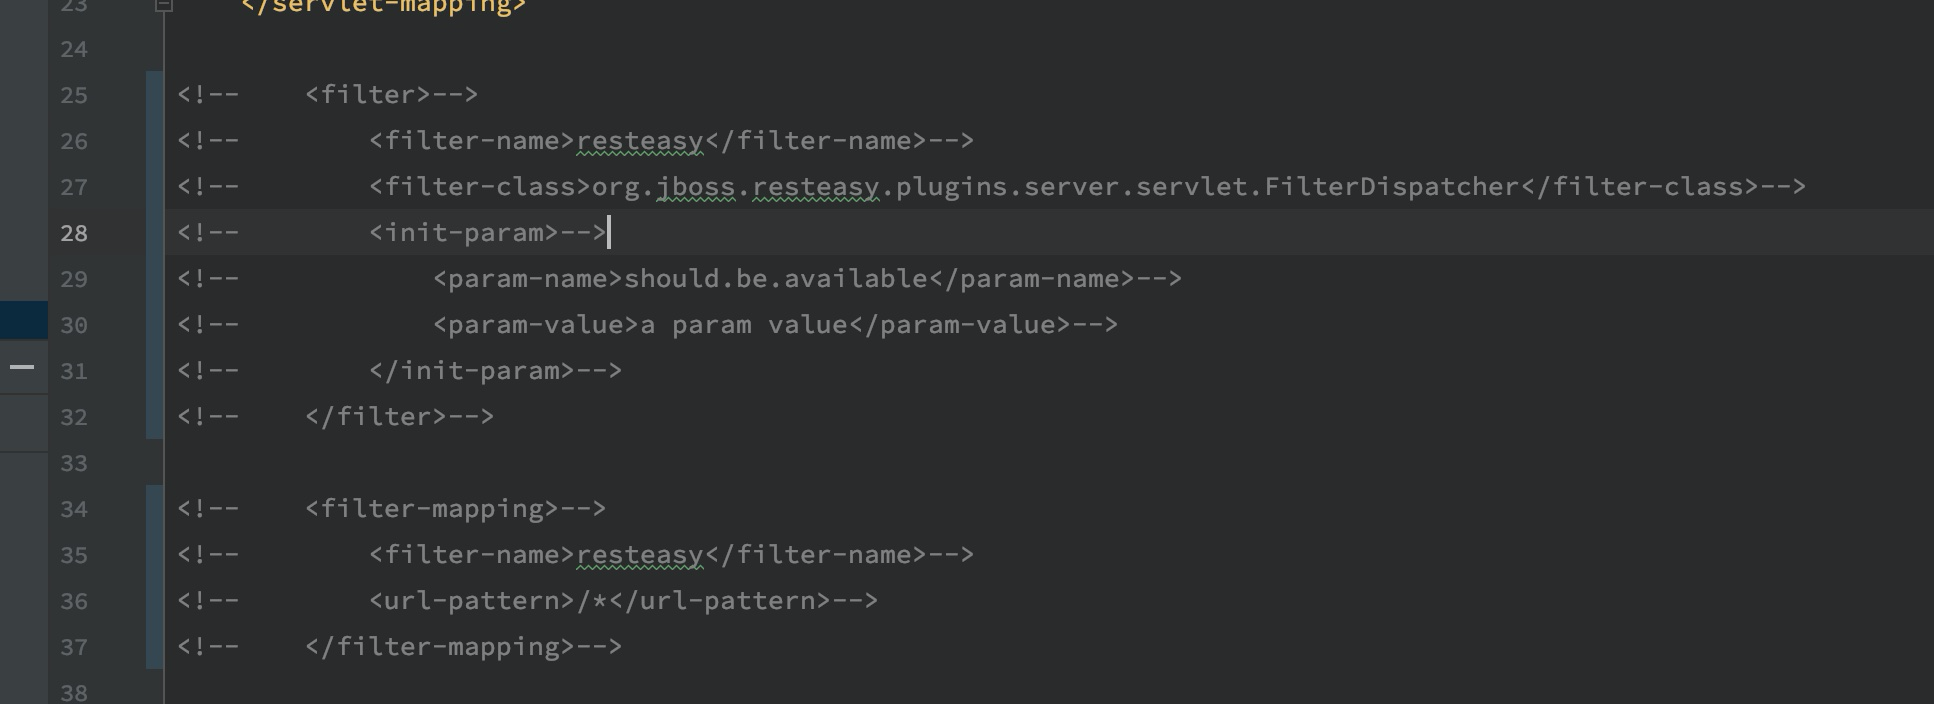 23 </servlet-mapping>
24
25 <!--    <filter>-->
26 <!--        <filter-name>resteasy</filter-name>-->
27 <!--        <filter-class>org.jboss.resteasy.plugins.server.servlet.FilterDispatcher</filter-class>-->
28 <!--        <init-param>-->
29 <!--            <param-name>should.be.available</param-name>-->
30 <!--            <param-value>a param value</param-value>-->
31 <!--        </init-param>-->
32 <!--    </filter>-->
33
34 <!--    <filter-mapping>-->
35 <!--        <filter-name>resteasy</filter-name>-->
36 <!--        <url-pattern>/*</url-pattern>-->
37 <!--    </filter-mapping>-->
38